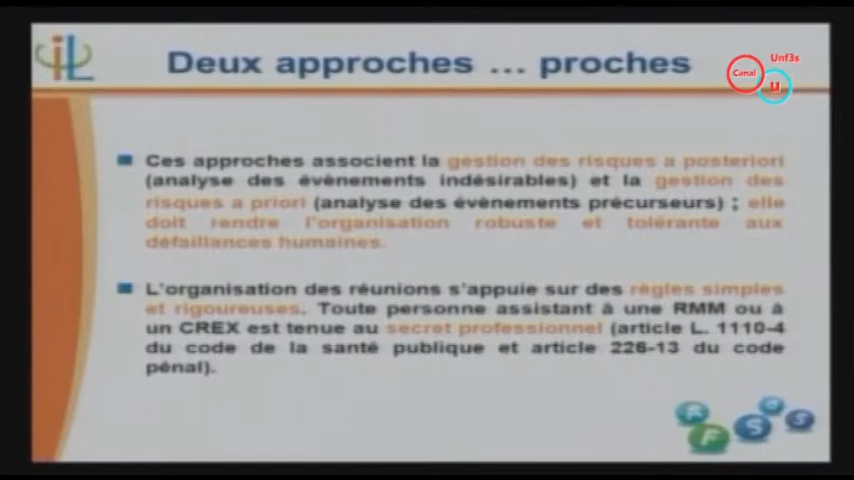 iL
Deux approches ... proches
Canal
Unf3s
u
Ces approches associent la gestion des risques a posteriori
(analyse des évènements indésirables) et la gestion des
risques a priori (analyse des évènements précurseurs) ; elle
doit rendre l'organisation robuste et tolérante aux
défaillances humaines.
L'organisation des réunions s'appuie sur des règles simples
et rigoureuses. Toute personne assistant à une RMM ou à
un CREX est tenue au secret professionnel (article L. 1110-4
du code de la santé publique et article 226-13 du code
pénal).
R F S S